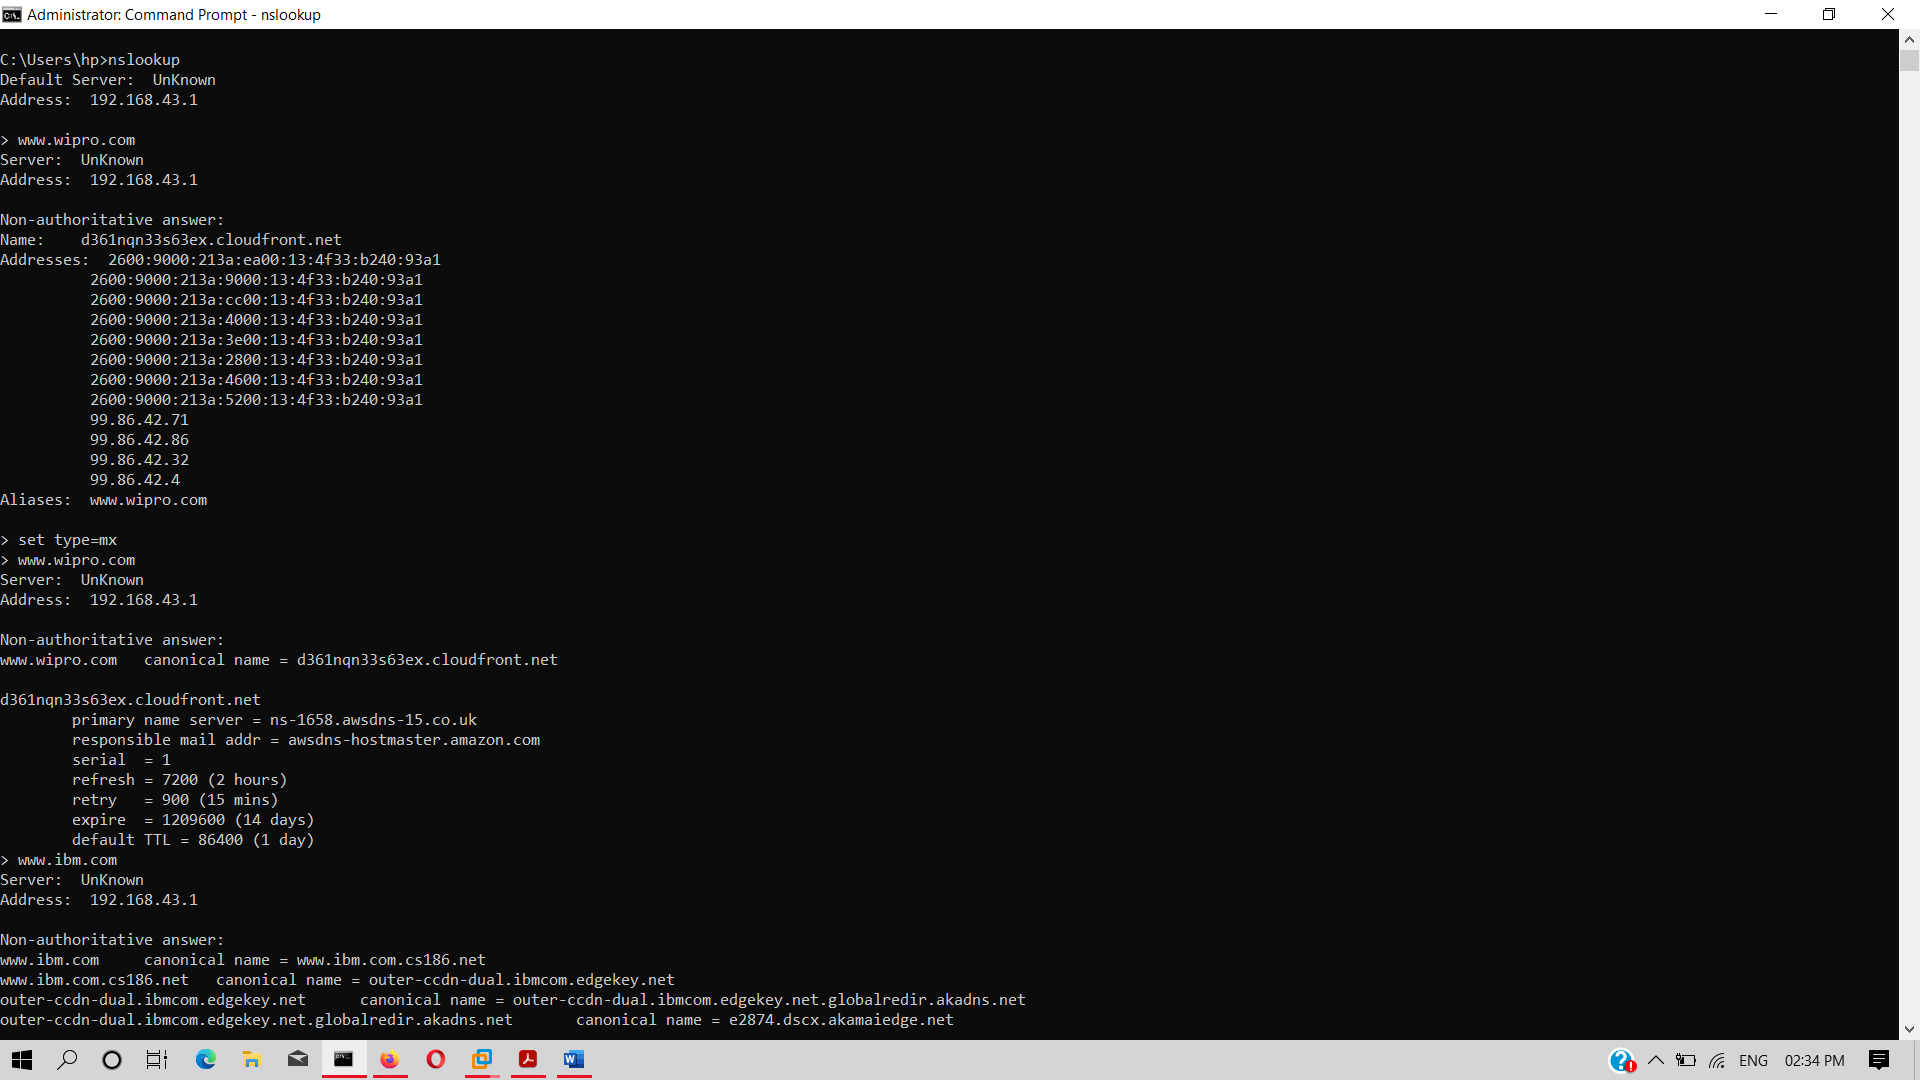 Administrator: Command Prompt - nslookup
C:\Users\hp>nslookup
Default Server:  UnKnown
Address:  192.168.43.1
> www.wipro.com
Server:  UnKnown
Address:  192.168.43.1
Non-authoritative answer:
Name:    d361nqn33s63ex.cloudfront.net
Addresses:  2600:9000:213a:ea00:13:4f33:b240:93a1
2600:9000:213a:9000:13:4f33:b240:93a1
2600:9000:213a:cc00:13:4f33:b240:93a1
2600:9000:213a:4000:13:4f33:b240:93a1
2600:9000:213a:3e00:13:4f33:b240:93a1
2600:9000:213a:2800:13:4f33:b240:93a1
2600:9000:213a:4600:13:4f33:b240:93a1
2600:9000:213a:5200:13:4f33:b240:93a1
99.86.42.71
99.86.42.86
99.86.42.32
99.86.42.4
Aliases:  www.wipro.com
> set type=mx
> www.wipro.com
Server:  UnKnown
Address:  192.168.43.1
Non-authoritative answer:
www.wipro.com   canonical name = d361nqn33s63ex.cloudfront.net
d361nqn33s63ex.cloudfront.net
primary name server = ns-1658.awsdns-15.co.uk
responsible mail addr = awsdns-hostmaster.amazon.com
serial  = 1
refresh = 7200 (2 hours)
retry   = 900 (15 mins)
expire  = 1209600 (14 days)
default TTL = 86400 (1 day)
> www.ibm.com
Server:  UnKnown
Address:  192.168.43.1
Non-authoritative answer:
www.ibm.com     canonical name = www.ibm.com.cs186.net
www.ibm.com.cs186.net   canonical name = outer-ccdn-dual.ibmcom.edgekey.net
outer-ccdn-dual.ibmcom.edgekey.net      canonical name = outer-ccdn-dual.ibmcom.edgekey.net.globalredir.akadns.net
outer-ccdn-dual.ibmcom.edgekey.net.globalredir.akadns.net       canonical name = e2874.dscx.akamaiedge.net
ENG 02:34 PM